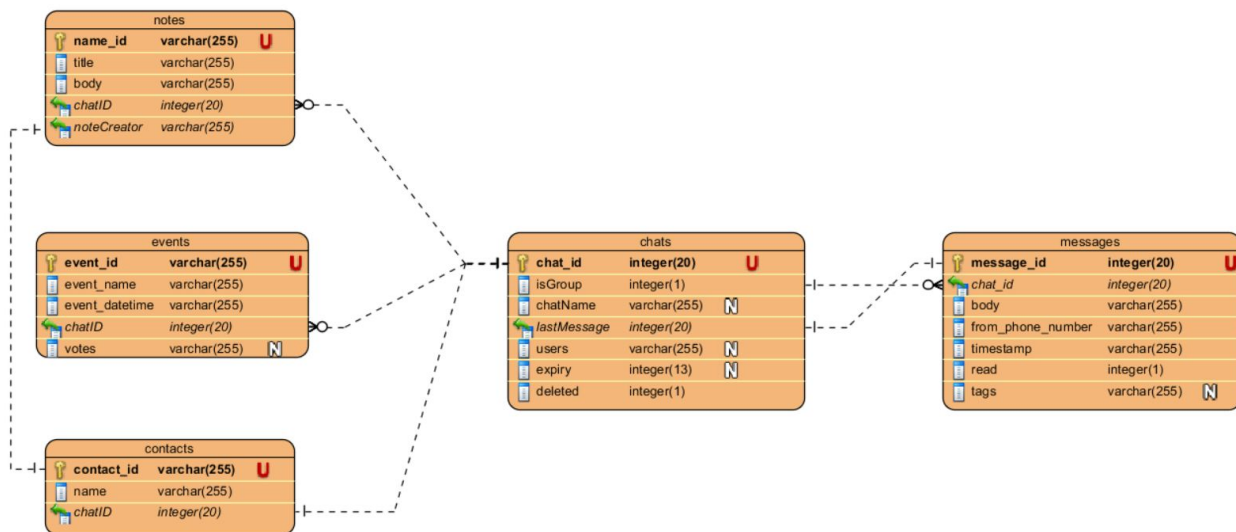 notes
name_id varchar(255) U
title varchar(255)
body varchar(255)
chatID integer(20)
noteCreator varchar(255)
events
event_id varchar(255) U
event_name varchar(255)
event_datetime varchar(255)
chatID integer(20)
votes varchar(255) N
contacts
contact_id varchar(255) U
name varchar(255)
chatID integer(20)
chats
chat_id integer(20) U
isGroup integer(1)
chatName varchar(255) N
lastMessage integer(20)
users varchar(255) N
expiry integer(13) N
deleted integer(1)
messages
message_id integer(20) U
chat_id integer(20)
body varchar(255)
from_phone_number varchar(255)
timestamp varchar(255)
read integer(1)
tags varchar(255) N